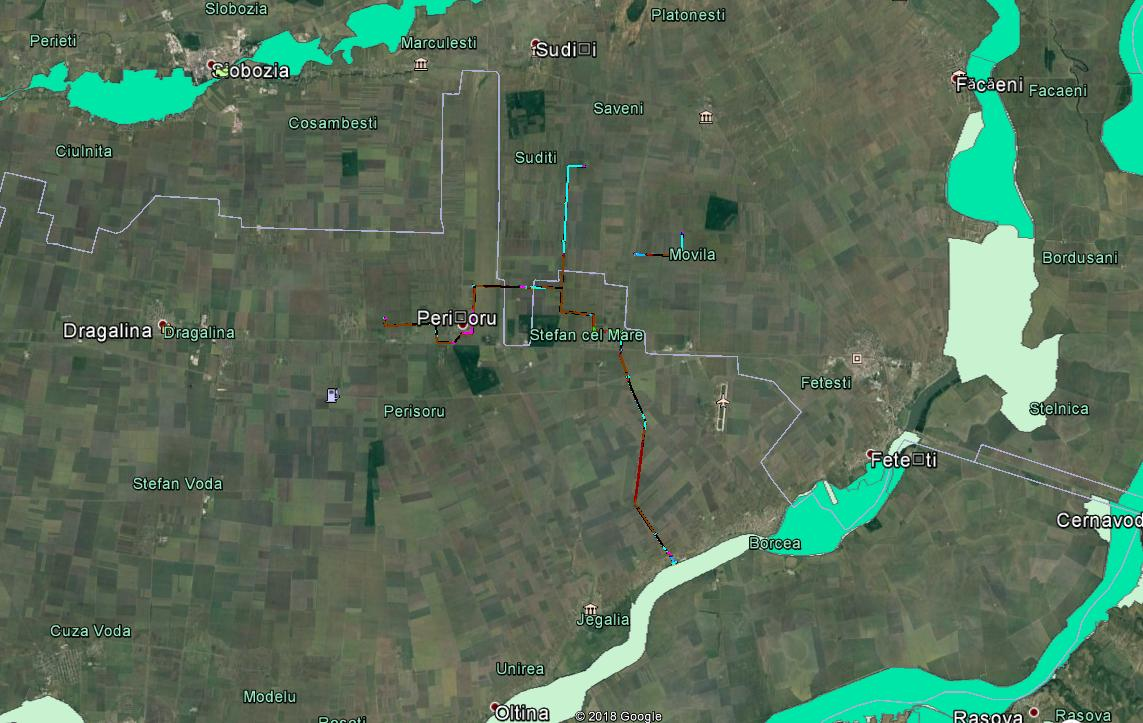 Slobozia
Platonesti
Perieti
Marculesti
Sudi□i
Slobozia
Făcăeni
Facaeni
Saveni
Cosambesti
Ciulnita
Suditi
Movila
Bordusani
Peri□oru
Dragalina
Dragalina
Stefan cel Mare
Fetesti
Perisoru
Stelnica
Fete□ti
Stefan Voda
Cernavod
Borcea
Jegalia
Cuza Voda
Unirea
Modelu
Oltina
© 2018 Google
Rasova
Rasova